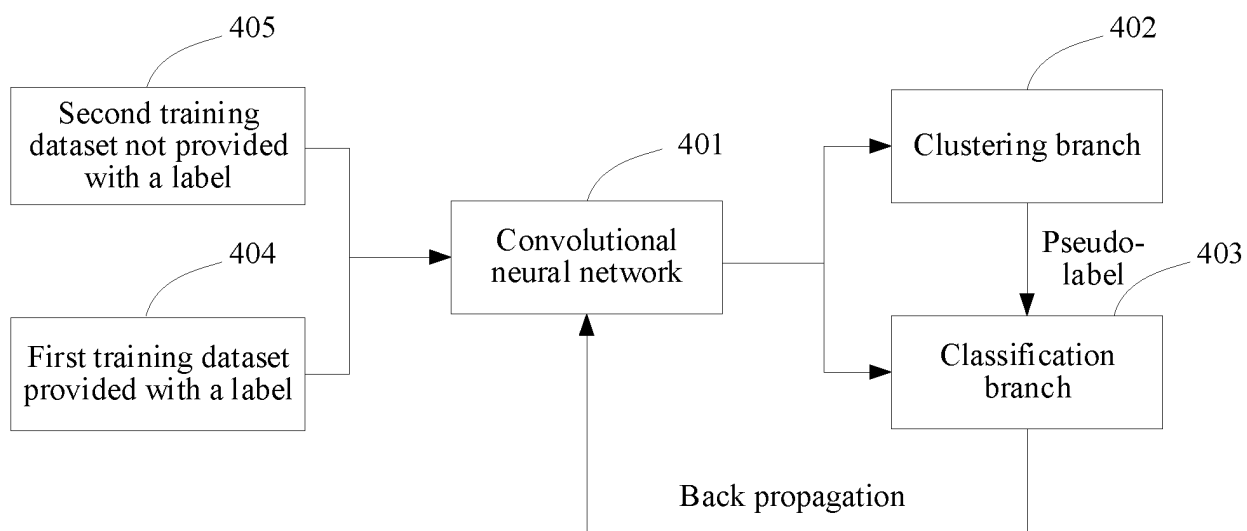 405
Second training
dataset not provided
with a label
404
First training dataset
provided with a label
401
Convolutional
neural network
402
Clustering branch
Pseudo-
label
403
Classification
branch
Back propagation